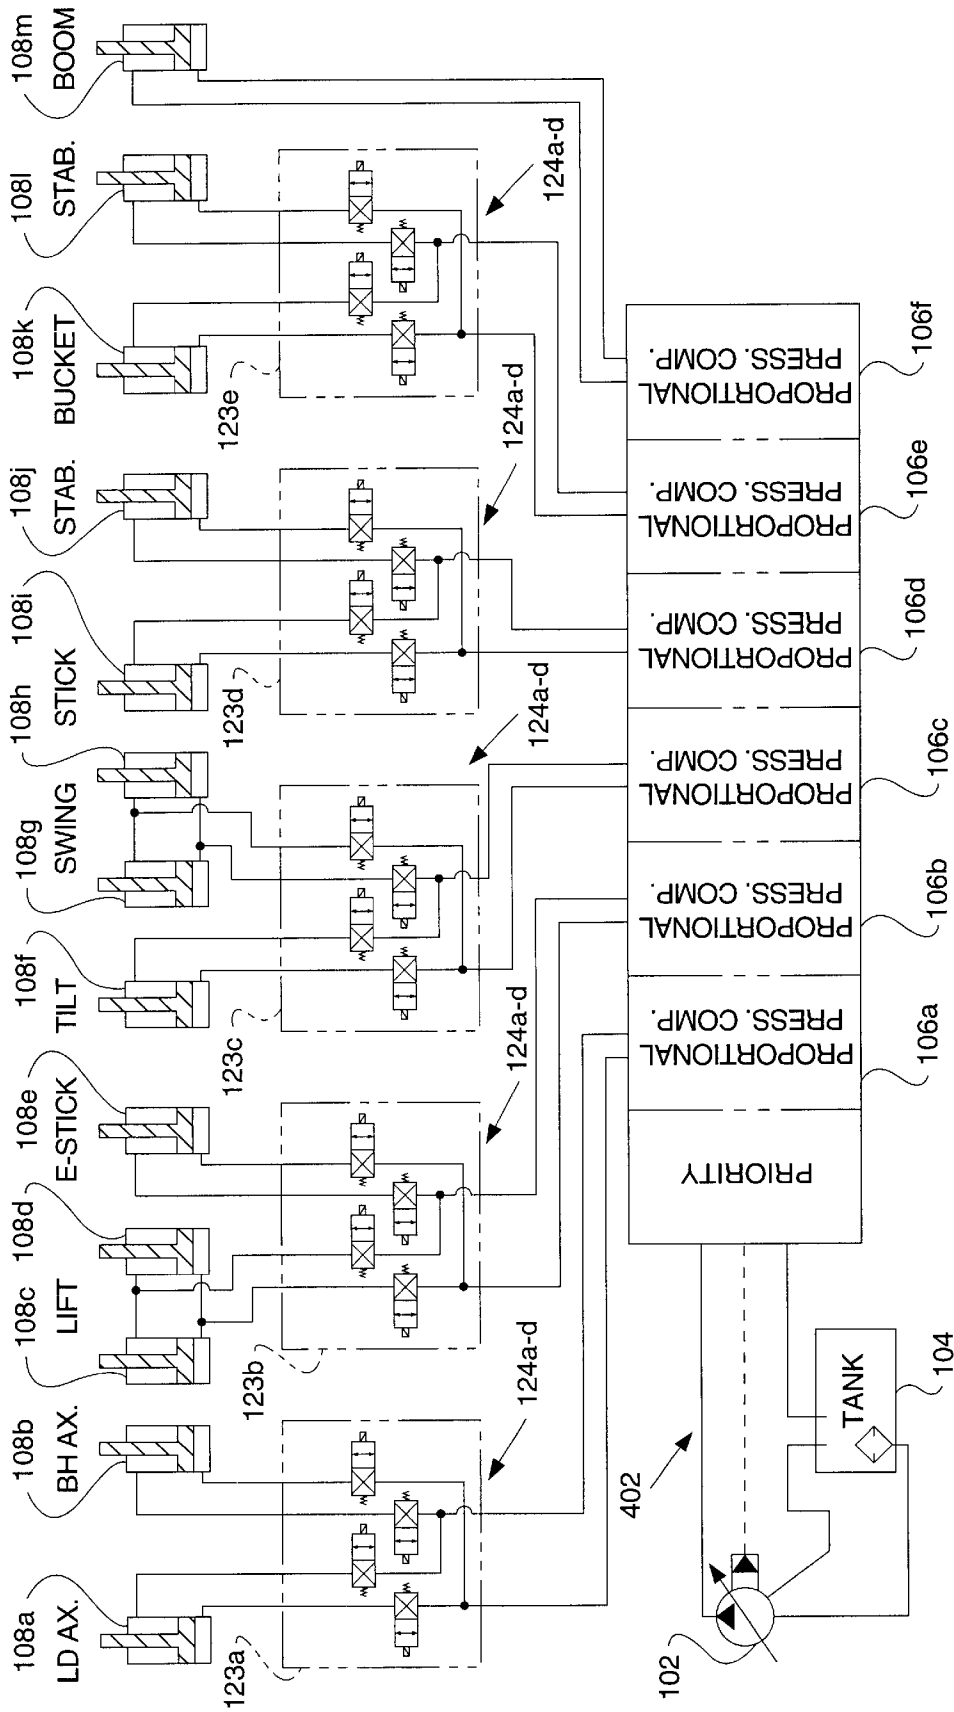 108a
LD AX.
108b
BH AX.
108c
LIFT
108d
108e
E-STICK
108f
TILT
108g
SWING
108h
108i
STICK
108j
STAB.
108k
BUCKET
108l
STAB.
108m
BOOM
123a
123b
123c
123d
123e
124a-d
124a-d
124a-d
124a-d
124a-d
PRIORITY
PROPORTIONAL
PRESS. COMP.
PROPORTIONAL
PRESS. COMP.
PROPORTIONAL
PRESS. COMP.
PROPORTIONAL
PRESS. COMP.
PROPORTIONAL
PRESS. COMP.
PROPORTIONAL
PRESS. COMP.
106a
106b
106c
106d
106e
106f
402
TANK
102
104